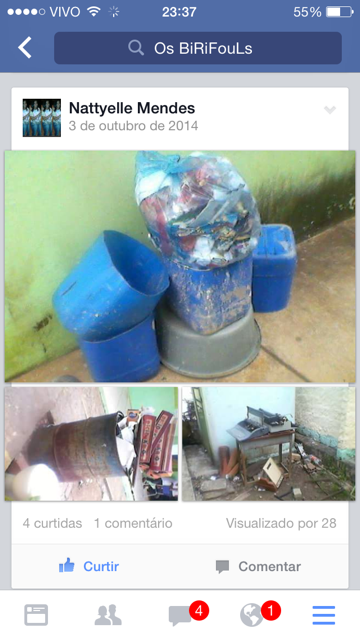 VIVO 23:37 55%
Os BiRiFouLs
Nattyelle Mendes
3 de outubro de 2014
4 curtidas 1 comentário Visualizado por 28
Curtir Comentar
4 1